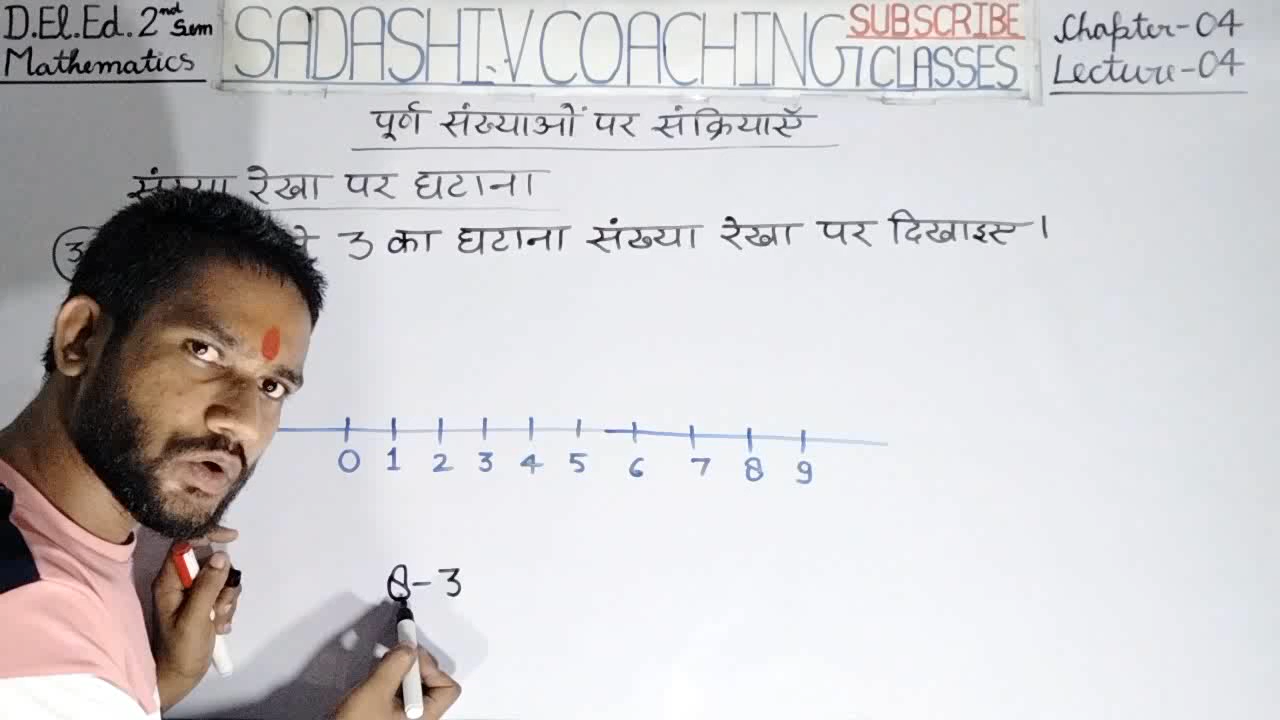 D.El.Ed. 2nd Sem
Mathematics
SADASHIV COACHING CLASSES
SUBSCRIBE
Chapter-04
Lecture-04
पूर्ण संख्याओं पर संक्रियाएँ
संख्या रेखा पर घटाना
3 का घटाना संख्या रेखा पर दिखाइए।
0 1 2 3 4 5 6 7 8 9
8-3